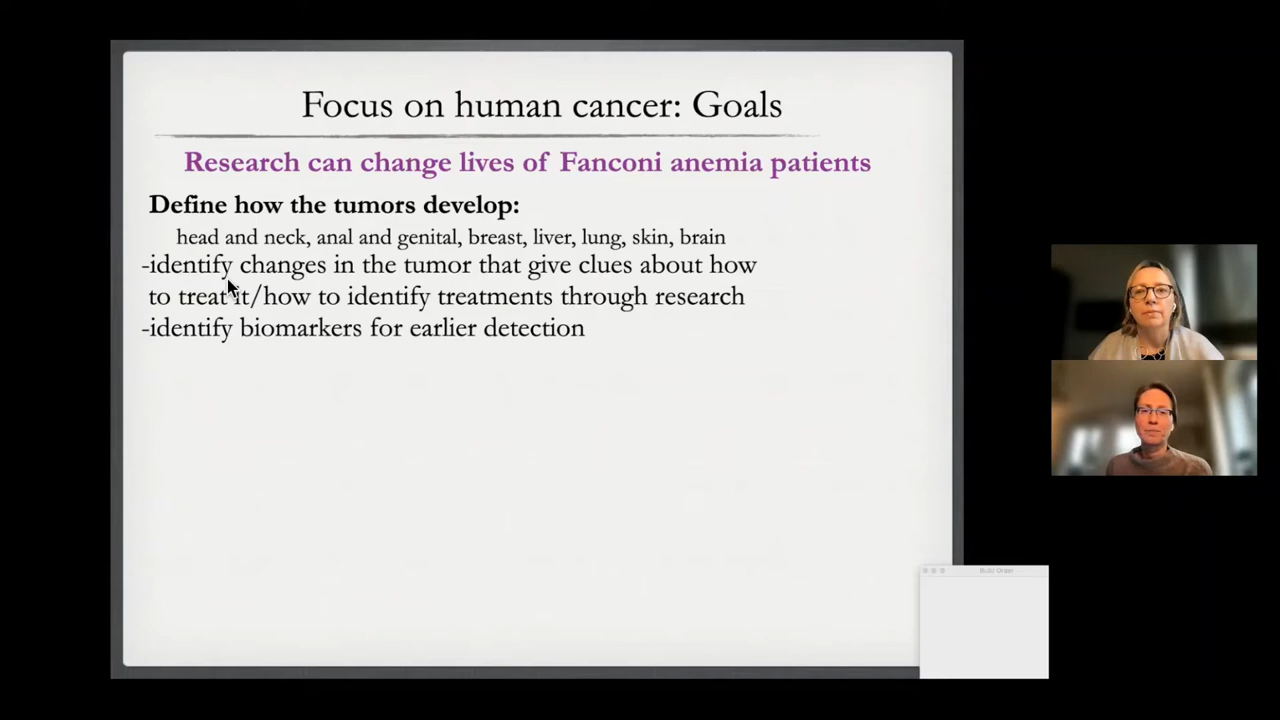 Focus on human cancer: Goals
Research can change lives of Fanconi anemia patients
Define how the tumors develop:
head and neck, anal and genital, breast, liver, lung, skin, brain
-identify changes in the tumor that give clues about how
to treat it/how to identify treatments through research
-identify biomarkers for earlier detection
Build Order